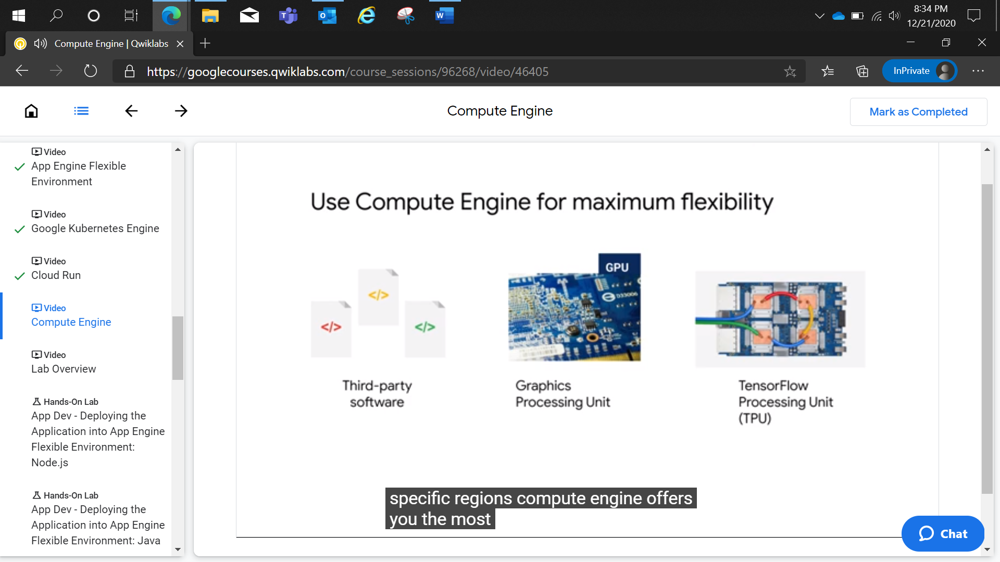 8:34 PM
12/21/2020
Compute Engine | Qwiklabs
https://googlecourses.qwiklabs.com/course_sessions/96268/video/46405
InPrivate
Compute Engine
Mark as Completed
Video
App Engine Flexible
Environment
Video
Google Kubernetes Engine
Video
Cloud Run
Video
Compute Engine
Video
Lab Overview
Hands-On Lab
App Dev - Deploying the
Application into App Engine
Flexible Environment:
Node.js
Hands-On Lab
App Dev - Deploying the
Application into App Engine
Flexible Environment: Java
Use Compute Engine for maximum flexibility
</>
</>
</>
GPU
Third-party
software
Graphics
Processing Unit
TensorFlow
Processing Unit
(TPU)
specific regions compute engine offers
you the most
Chat